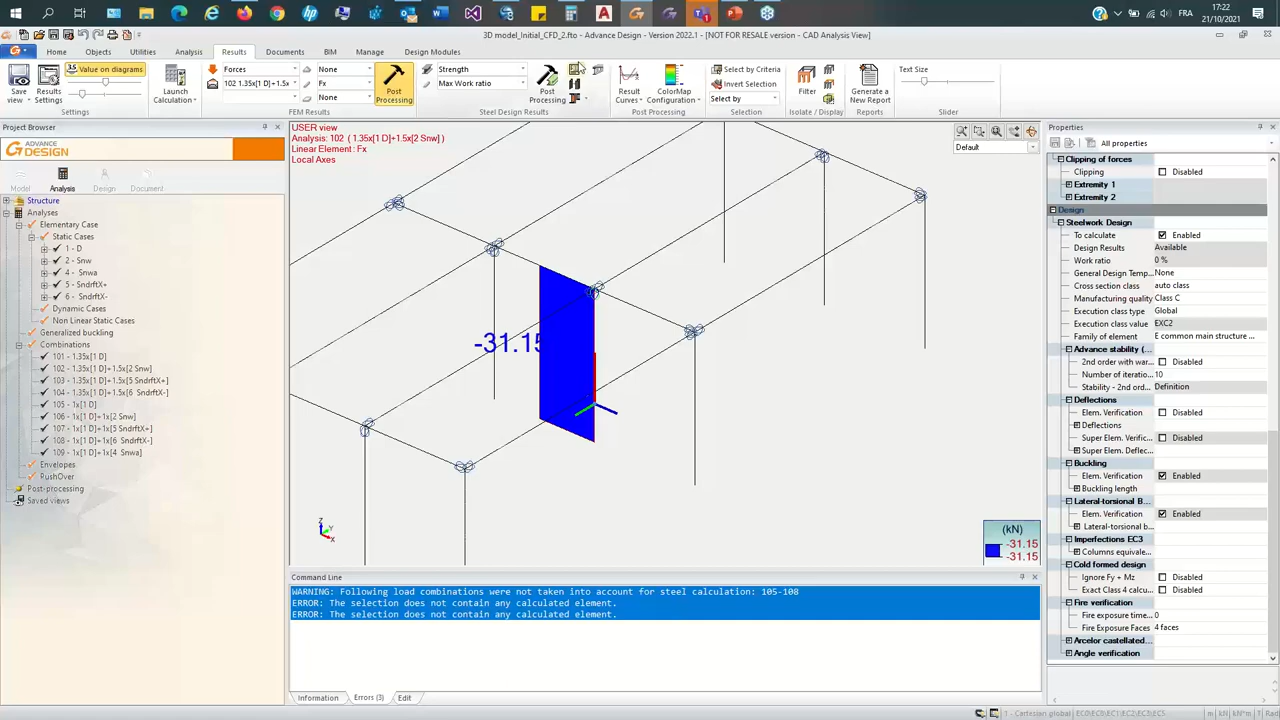 17:22
FRA
21/10/2021
3D model_Initial_CFD_2.fto - Advance Design - Version 2022.1 - [NOT FOR RESALE version - CAD Analysis View]
Home Objects Utilities Analysis Results Documents BIM Manage Modules
Value on diagrams
Save view
Results Settings
Settings
Launch Calculation
Forces
102 1.35x[1 D]+1.5x
None
Fx
None
Post Processing
FEM Results
Strength
Max Work ratio
Post Processing
Steel Design Results
Result Curves
ColorMap Configuration
Post Processing
Select by Criteria
Invert Selection
Select by
Selection
Filter
Isolate / Display
Generate a New Report
Reports
Text Size
Slider
Project Browser
ADVANCE DESIGN
Model Analysis Design Document
Structure
Analyses
Elementary Case
Static Cases
1 - D
2 - Snw
4 - Snwa
5 - SndrftX+
6 - SndrftX-
Dynamic Cases
Non Linear Static Cases
Generalized buckling
Combinations
101 - 1.35x[1 D]
102 - 1.35x[1 D]+1.5x[2 Snw]
103 - 1.35x[1 D]+1.5x[5 SndrftX+]
104 - 1.35x[1 D]+1.5x[6 SndrftX-]
105 - 1x[1 D]
106 - 1x[1 D]+1x[2 Snw]
107 - 1x[1 D]+1x[5 SndrftX+]
108 - 1x[1 D]+1x[6 SndrftX-]
109 - 1x[1 D]+1x[4 Snwa]
Envelopes
RushOver
Post-processing
Saved views
USER view
Analysis: 102 ( 1.35x[1 D]+1.5x[2 Snw] )
Linear Element: Fx
Local Axes
Default
-31.15
Z
Y
X
(kN)
-31.15
-31.15
Command Line
WARNING: Following load combinations were not taken into account for steel calculation: 105-108
ERROR: The selection does not contain any calculated element.
ERROR: The selection does not contain any calculated element.
Information Errors (3) Edit
Properties
All properties
Clipping of forces
Clipping Disabled
Extremity 1
Extremity 2
Design
Steelwork Design
To calculate Enabled
Design Results Available
Work ratio 0 %
General Design Temp... None
Cross section class auto class
Manufacturing quality Class C
Execution class type Global
Execution class value EXC2
Family of element E common main structure ...
Advance stability (...
2nd order with war... Disabled
Number of iteratio... 10
Stability - 2nd ord... Definition
Deflections
Elem. Verification Disabled
Deflections
Super Elem. Verific... Disabled
Super Elem. Deflec...
Buckling
Elem. Verification Enabled
Buckling length
Lateral-torsional B...
Elem. Verification Enabled
Lateral-torsional b...
Imperfections EC3
Columns equivale...
Cold formed design
Ignore Fy + Mz Disabled
Exact Class 4 calcu... Disabled
Fire verification
Fire exposure time... 0
Fire Exposure Faces 4 faces
Arcelor castellated...
Angle verification
1 - Cartesian global EC0\EC0\EC1\EC2\EC3\EC5 m kN kN*m T